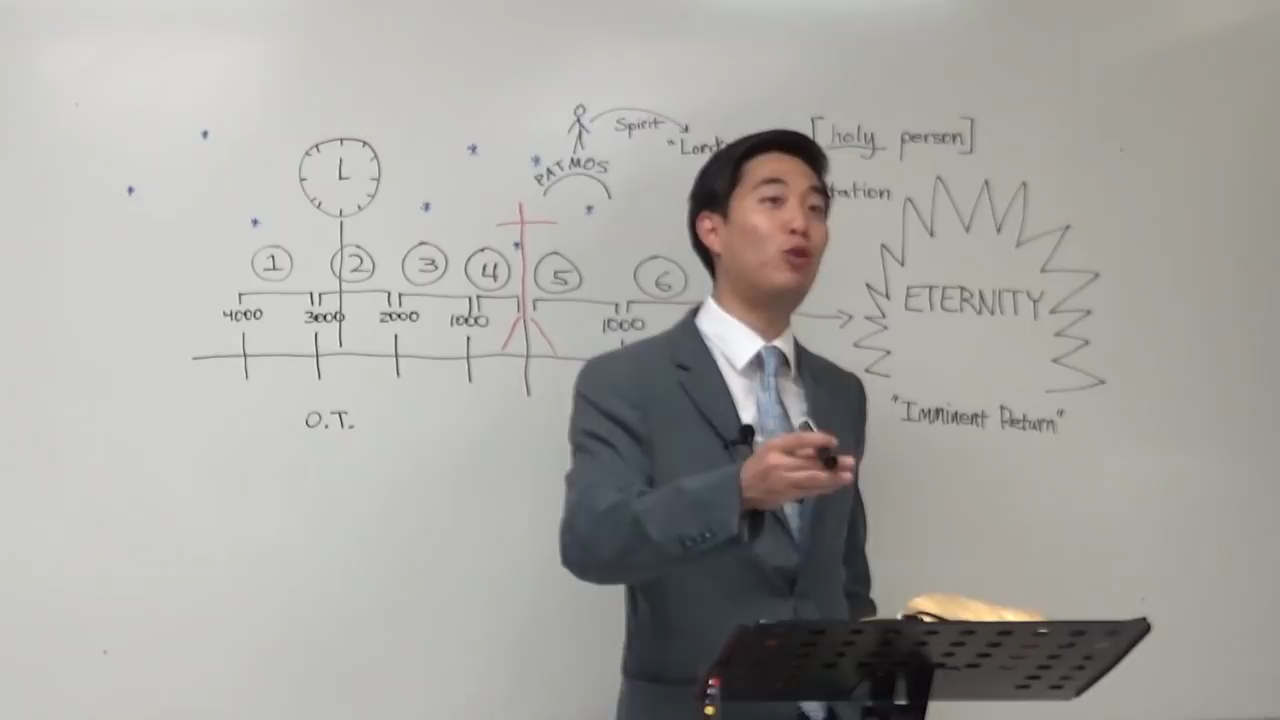 Spirit
[holy person]
"Lord
PATMOS
tation
L
1 2 3 4 5 6
ETERNITY
4000 3000 2000 1000 1000
"Imminent Return"
O.T.